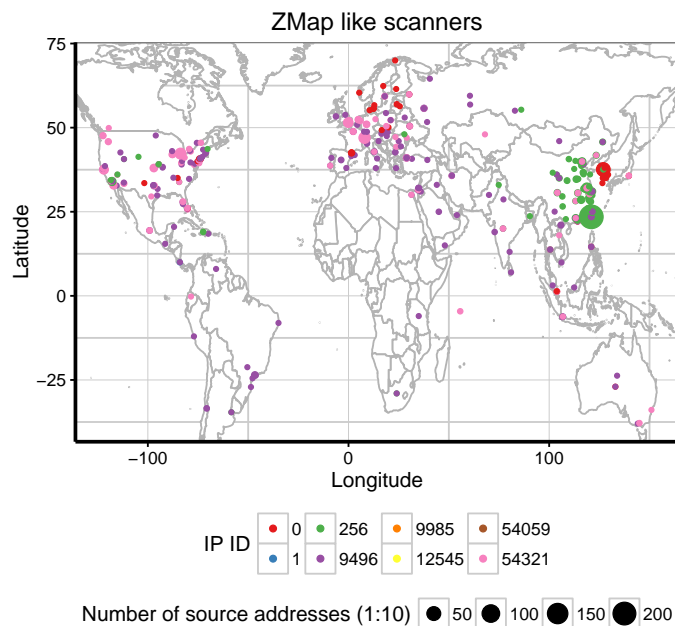 ZMap like scanners
75
50
25
0
−25
Latitude
−100 0 100
Longitude
IP ID
0 256 9985 54059
1 9496 12545 54321
Number of source addresses (1:10) 50 100 150 200